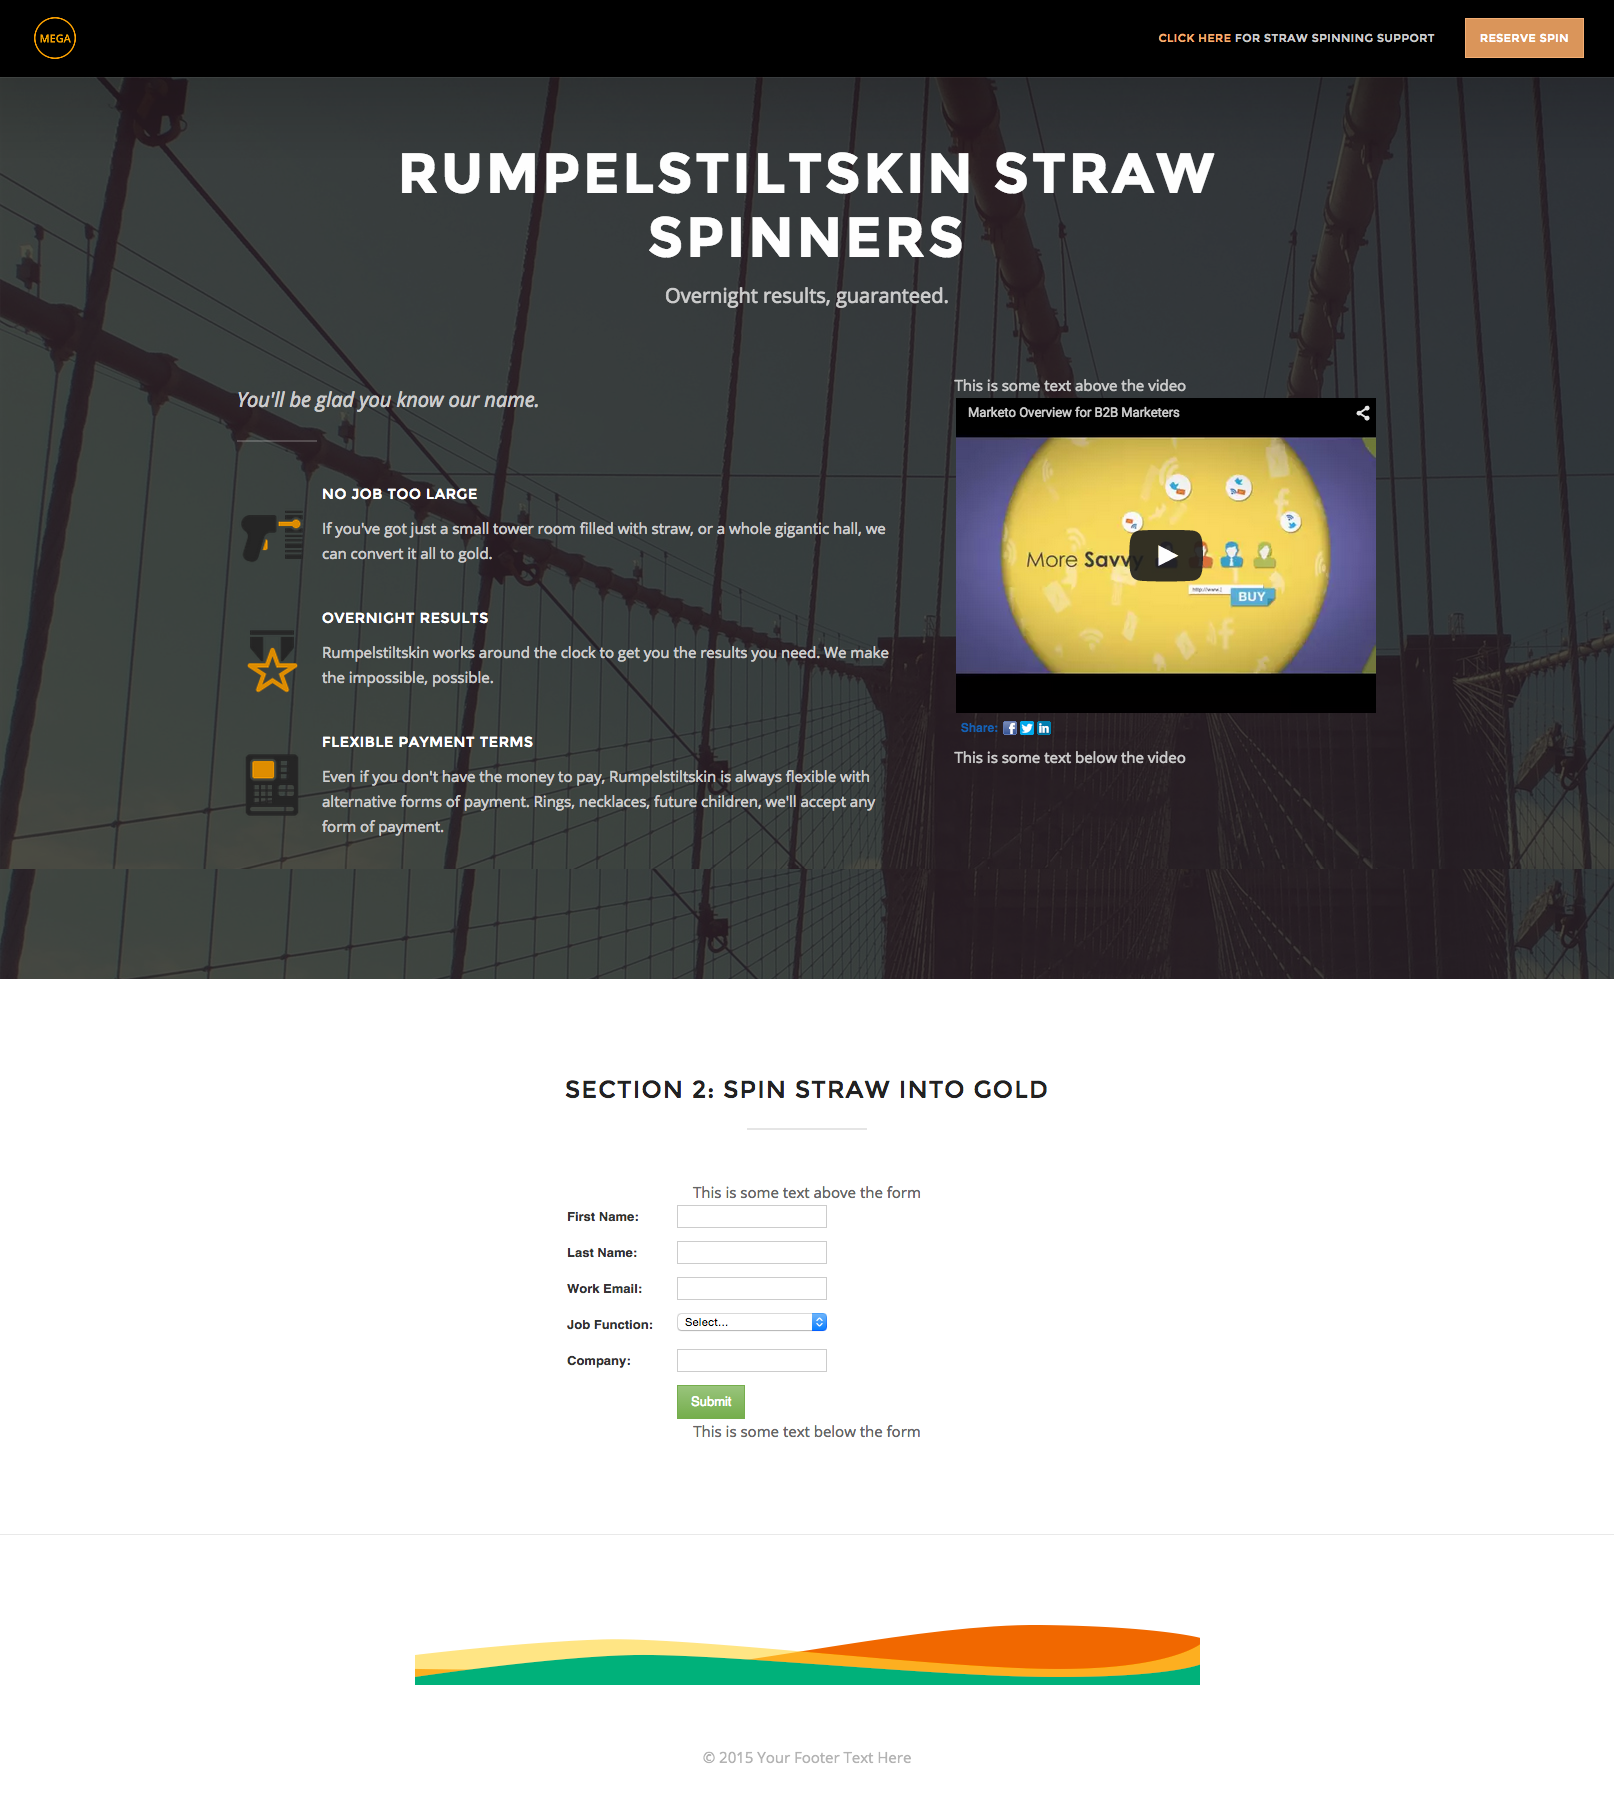 MEGA
CLICK HERE FOR STRAW SPINNING SUPPORT
RESERVE SPIN
RUMPELSTILTSKIN STRAW
SPINNERS
Overnight results, guaranteed.
You'll be glad you know our name.
NO JOB TOO LARGE
If you've got just a small tower room filled with straw, or a whole gigantic hall, we
can convert it all to gold.
OVERNIGHT RESULTS
Rumpelstiltskin works around the clock to get you the results you need. We make
the impossible, possible.
FLEXIBLE PAYMENT TERMS
Even if you don't have the money to pay, Rumpelstiltskin is always flexible with
alternative forms of payment. Rings, necklaces, future children, we'll accept any
form of payment.
This is some text above the video
Marketo Overview for B2B Marketers
More Savvy
http://www.
BUY
Share:
This is some text below the video
SECTION 2: SPIN STRAW INTO GOLD
This is some text above the form
First Name:
Last Name:
Work Email:
Job Function: Select...
Company:
Submit
This is some text below the form
© 2015 Your Footer Text Here